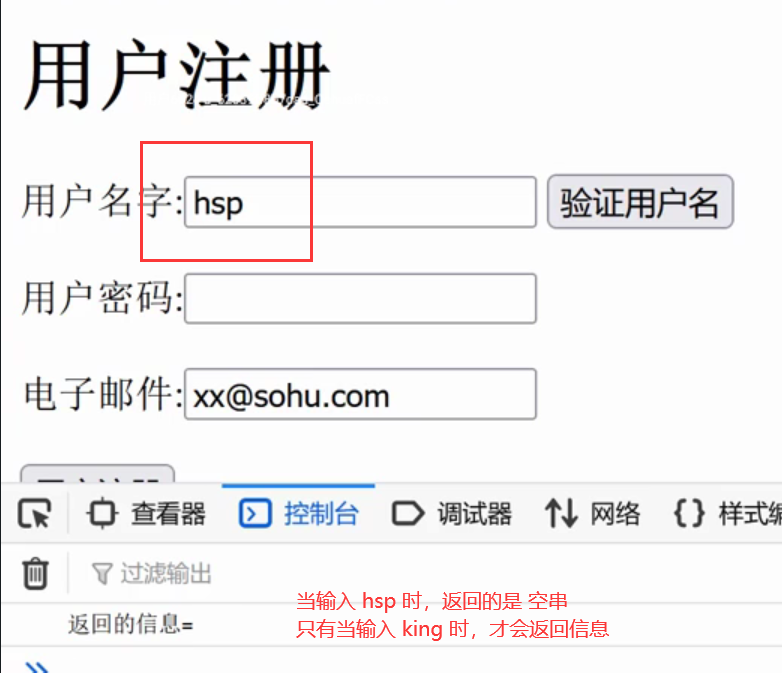 用户注册
用户名字:hsp 验证用户名
用户密码:
电子邮件:xx@sohu.com
查看器 控制台 调试器 网络 {} 样式编
过滤输出
返回的信息=
当输入 hsp 时，返回的是 空串
只有当输入 king 时，才会返回信息